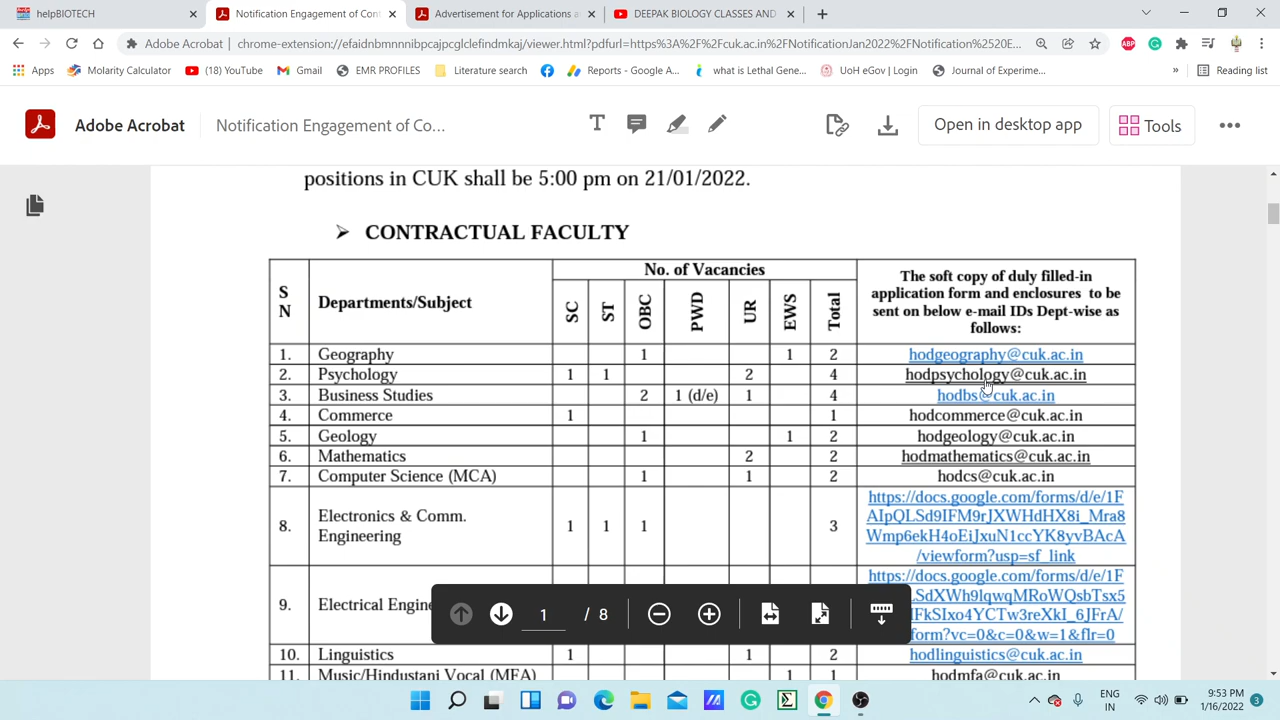 helpBIOTECH
Notification Engagement of Con
Advertisement for Applications a
DEEPAK BIOLOGY CLASSES AND
Adobe Acrobat | chrome-extension://efaidnbmnnnibpcajpcglclefindmkaj/viewer.html?pdfurl=https%3A%2F%2Fcuk.ac.in%2FNotificationJan2022%2FNotification%2520E...
Apps Molarity Calculator (18) YouTube Gmail EMR PROFILES Literature search Reports - Google A... what is Lethal Gene... UoH eGov | Login Journal of Experime... » Reading list
Adobe Acrobat Notification Engagement of Co... Open in desktop app Tools
positions in CUK shall be 5:00 pm on 21/01/2022.
➢ CONTRACTUAL FACULTY
S N Departments/Subject No. of Vacancies
SC ST OBC PWD UR EWS Total
The soft copy of duly filled-in
application form and enclosures to be
sent on below e-mail IDs Dept-wise as
follows:
1. Geography 1 1 2 hodgeography@cuk.ac.in
2. Psychology 1 1 2 4 hodpsychology@cuk.ac.in
3. Business Studies 2 1 (d/e) 1 4 hodbs@cuk.ac.in
4. Commerce 1 1 hodcommerce@cuk.ac.in
5. Geology 1 1 2 hodgeology@cuk.ac.in
6. Mathematics 2 2 hodmathematics@cuk.ac.in
7. Computer Science (MCA) 1 1 2 hodcs@cuk.ac.in
8. Electronics & Comm.
Engineering 1 1 1 3
https://docs.google.com/forms/d/e/1F
AIpQLSd9IFM9rJXWHdHX8i_Mra8
Wmp6ekH4oEiJxuN1ccYK8yvBAcA
/viewform?usp=sf_link
https://docs.google.com/forms/d/e/1F
9. Electrical Engine
LSdXWh9lqwqMRoWQsbTsx5
lFkSIxo4YCTw3reXkI_6JFrA/
form?vc=0&c=0&w=1&flr=0
1 / 8
10. Linguistics 1 1 2 hodlinguistics@cuk.ac.in
11. Music/Hindustani Vocal (MFA) 1 1 hodmfa@cuk.ac.in
ENG
IN
9:53 PM
1/16/2022
3